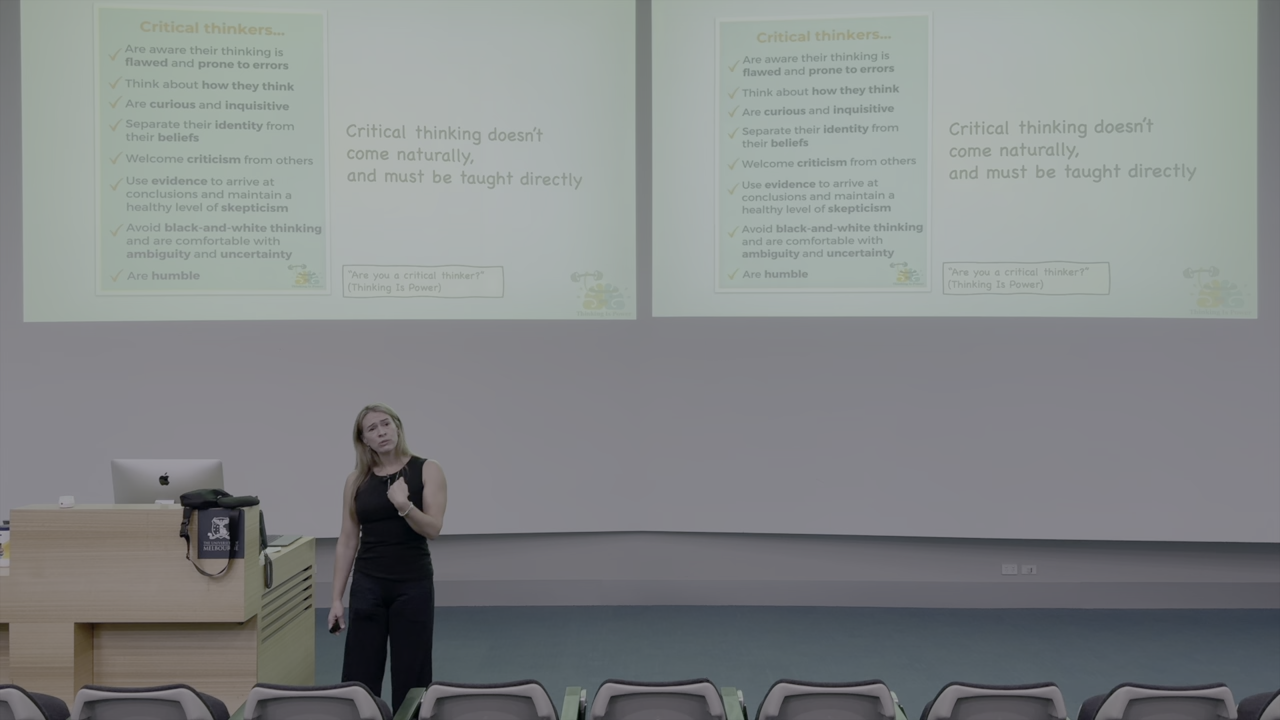 Critical thinkers...
Are aware their thinking is
flawed and prone to errors
Think about how they think
Are curious and inquisitive
Separate their identity from
their beliefs
Welcome criticism from others
Use evidence to arrive at
conclusions and maintain a
healthy level of skepticism
Avoid black-and-white thinking
and are comfortable with
ambiguity and uncertainty
Are humble
Critical thinking doesn't
come naturally,
and must be taught directly
"Are you a critical thinker?"
(Thinking Is Power)
Thinking Is Power
Critical thinkers...
Are aware their thinking is
flawed and prone to errors
Think about how they think
Are curious and inquisitive
Separate their identity from
their beliefs
Welcome criticism from others
Use evidence to arrive at
conclusions and maintain a
healthy level of skepticism
Avoid black-and-white thinking
and are comfortable with
ambiguity and uncertainty
Are humble
Critical thinking doesn't
come naturally,
and must be taught directly
"Are you a critical thinker?"
(Thinking Is Power)
Thinking Is Power
MELBOURNE